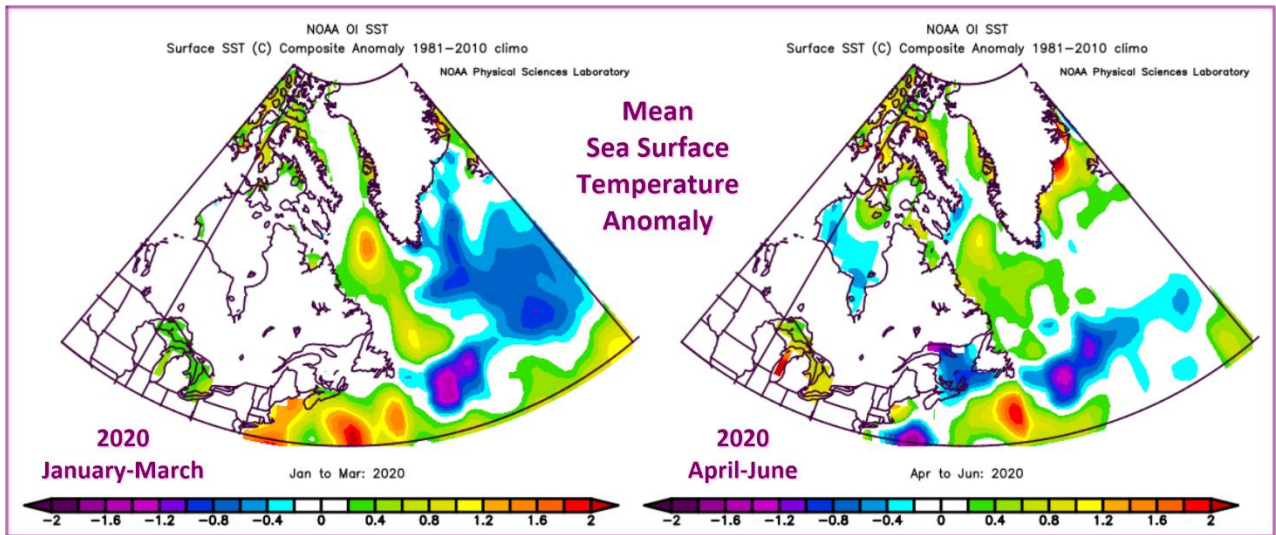 NOAA OI SST
Surface SST (C) Composite Anomaly 1981-2010 climo
NOAA Physical Sciences Laboratory
2020
January-March
Jan to Mar: 2020
-2 -1.6 -1.2 -0.8 -0.4 0 0.4 0.8 1.2 1.6 2
Mean
Sea Surface
Temperature
Anomaly
NOAA OI SST
Surface SST (C) Composite Anomaly 1981-2010 climo
NOAA Physical Sciences Laboratory
2020
April-June
Apr to Jun: 2020
-2 -1.6 -1.2 -0.8 -0.4 0 0.4 0.8 1.2 1.6 2